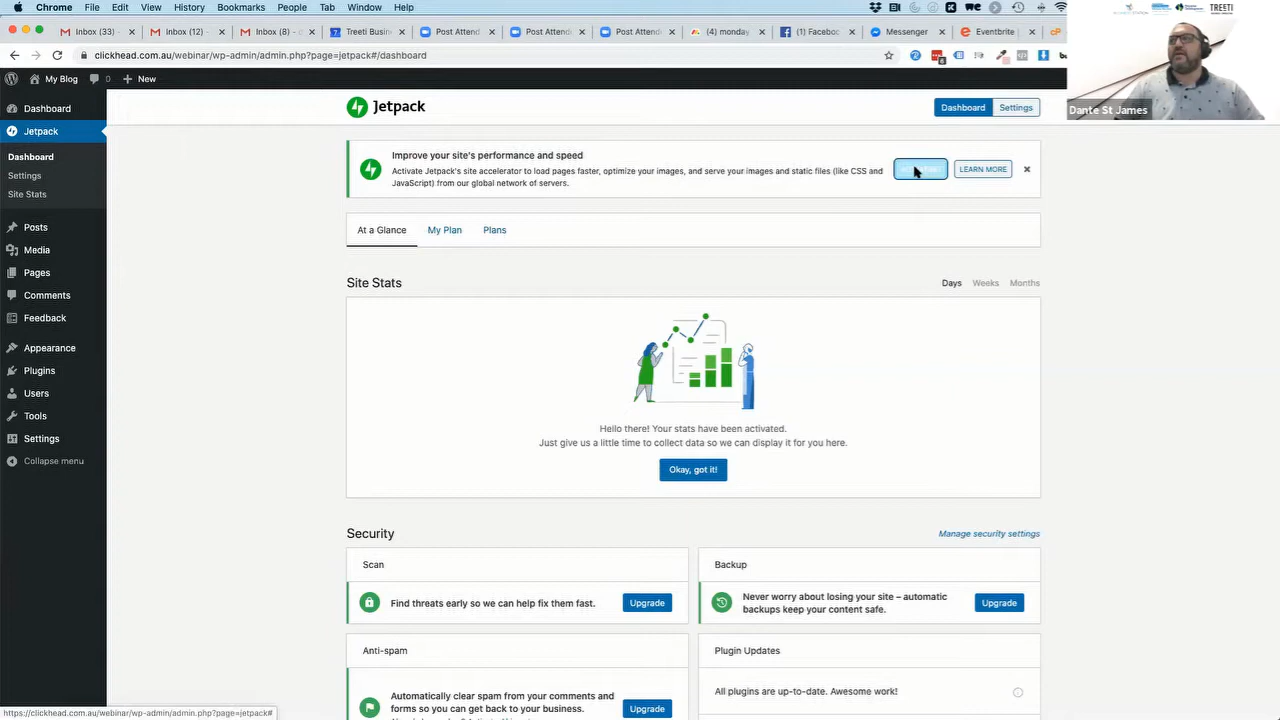 Chrome File Edit View History Bookmarks People Tab Window Help
Inbox (33) Inbox (12) Inbox (8) - Treeti Busin Post Attend Post Attend Post Attend (4) monday (1) Faceboo Messenger Eventbrite
clickhead.com.au/webinar/wp-admin/admin.php?page=jetpack#/dashboard
My Blog 0 + New
TREETI
Dante St James
Dashboard
Jetpack
Dashboard
Settings
Site Stats
Posts
Media
Pages
Comments
Feedback
Appearance
Plugins
Users
Tools
Settings
Collapse menu
Jetpack
Dashboard Settings
Improve your site's performance and speed
Activate Jetpack's site accelerator to load pages faster, optimize your images, and serve your images and static files (like CSS and
JavaScript) from our global network of servers.
LEARN MORE
At a Glance My Plan Plans
Site Stats
Days Weeks Months
Hello there! Your stats have been activated.
Just give us a little time to collect data so we can display it for you here.
Okay, got it!
Security
Manage security settings
Scan
Find threats early so we can help fix them fast.
Upgrade
Backup
Never worry about losing your site – automatic
backups keep your content safe.
Upgrade
Anti-spam
Automatically clear spam from your comments and
forms so you can get back to your business.
Upgrade
Plugin Updates
All plugins are up-to-date. Awesome work!
https://clickhead.com.au/webinar/wp-admin/admin.php?page=jetpack#